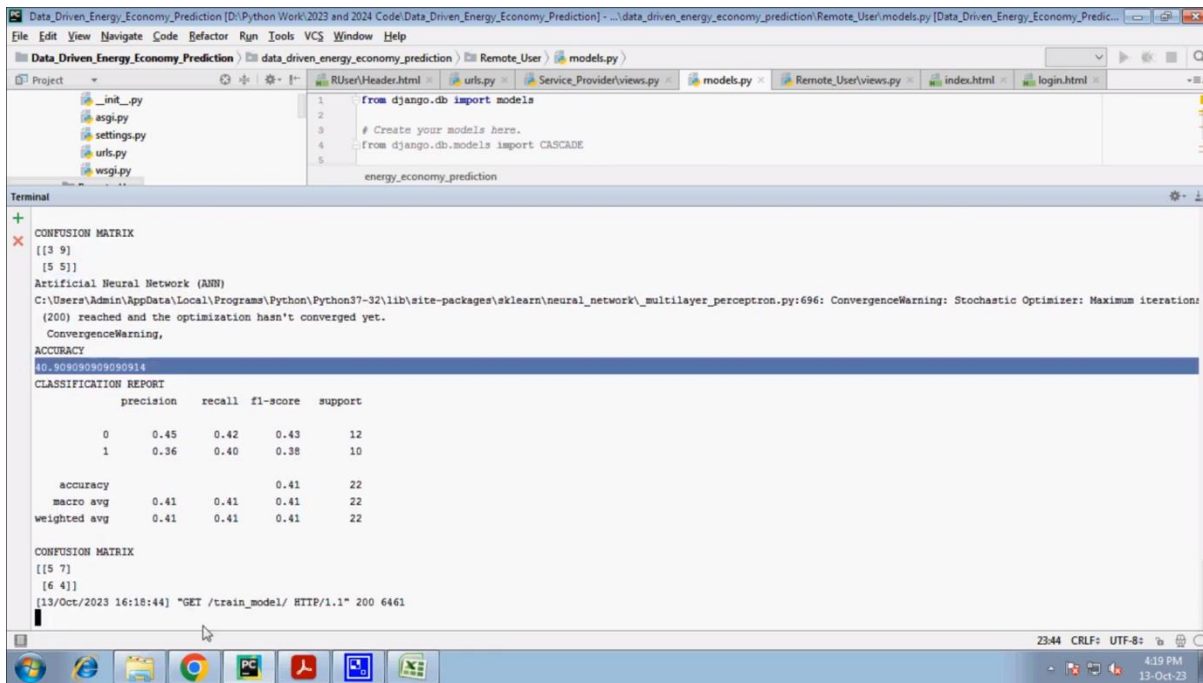 Data_Driven_Energy_Economy_Prediction [D:\Python Work\2023 and 2024 Code\Data_Driven_Energy_Economy_Prediction] - ...\data_driven_energy_economy_prediction\Remote_User\models.py [Data_Driven_Energy_Economy_Predic...
File Edit View Navigate Code Refactor Run Tools VCS Window Help
Data_Driven_Energy_Economy_Prediction data_driven_energy_economy_prediction Remote_User models.py
Project RUser\Header.html urls.py Service_Provider\views.py models.py Remote_User\views.py index.html login.html
__init__.py
asgi.py
settings.py
urls.py
wsgi.py
1 from django.db import models
2
3 # Create your models here.
4 from django.db.models import CASCADE
5
energy_economy_prediction
Terminal
CONFUSION MATRIX
[[3 9]
[5 5]]
Artificial Neural Network (ANN)
C:\Users\Admin\AppData\Local\Programs\Python\Python37-32\lib\site-packages\sklearn\neural_network\_multilayer_perceptron.py:696: ConvergenceWarning: Stochastic Optimizer: Maximum iterations
(200) reached and the optimization hasn't converged yet.
ConvergenceWarning,
ACCURACY
40.909090909090914
CLASSIFICATION REPORT
precision recall f1-score support
0 0.45 0.42 0.43 12
1 0.36 0.40 0.38 10
accuracy 0.41 22
macro avg 0.41 0.41 0.41 22
weighted avg 0.41 0.41 0.41 22
CONFUSION MATRIX
[[5 7]
[6 4]]
[13/Oct/2023 16:18:44] "GET /train_model/ HTTP/1.1" 200 6461
23:44 CRLF: UTF-8:
PC
4:19 PM
13-Oct-23